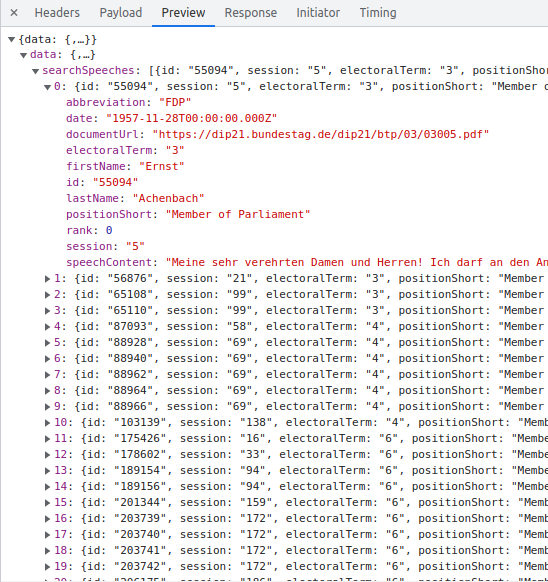 × Headers Payload Preview Response Initiator Timing
▼{data: {,…}}
▼data: {,…}
▼searchSpeeches: [{id: "55094", session: "5", electoralTerm: "3", positionShor
▼0: {id: "55094", session: "5", electoralTerm: "3", positionShort: "Member o
abbreviation: "FDP"
date: "1957-11-28T00:00:00.000Z"
documentUrl: "https://dip21.bundestag.de/dip21/btp/03/03005.pdf"
electoralTerm: "3"
firstName: "Ernst"
id: "55094"
lastName: "Achenbach"
positionShort: "Member of Parliament"
rank: 0
session: "5"
speechContent: "Meine sehr verehrten Damen und Herren! Ich darf an den An
▶1: {id: "56876", session: "21", electoralTerm: "3", positionShort: "Member
▶2: {id: "65108", session: "99", electoralTerm: "3", positionShort: "Member
▶3: {id: "65110", session: "99", electoralTerm: "3", positionShort: "Member
▶4: {id: "87093", session: "58", electoralTerm: "4", positionShort: "Member
▶5: {id: "88928", session: "69", electoralTerm: "4", positionShort: "Member
▶6: {id: "88940", session: "69", electoralTerm: "4", positionShort: "Member
▶7: {id: "88962", session: "69", electoralTerm: "4", positionShort: "Member
▶8: {id: "88964", session: "69", electoralTerm: "4", positionShort: "Member
▶9: {id: "88966", session: "69", electoralTerm: "4", positionShort: "Member
▶10: {id: "103139", session: "138", electoralTerm: "4", positionShort: "Memb
▶11: {id: "175426", session: "16", electoralTerm: "6", positionShort: "Membe
▶12: {id: "178602", session: "33", electoralTerm: "6", positionShort: "Membe
▶13: {id: "189154", session: "94", electoralTerm: "6", positionShort: "Membe
▶14: {id: "189156", session: "94", electoralTerm: "6", positionShort: "Membe
▶15: {id: "201344", session: "159", electoralTerm: "6", positionShort: "Memb
▶16: {id: "203739", session: "172", electoralTerm: "6", positionShort: "Memb
▶17: {id: "203740", session: "172", electoralTerm: "6", positionShort: "Memb
▶18: {id: "203741", session: "172", electoralTerm: "6", positionShort: "Memb
▶19: {id: "203742", session: "172", electoralTerm: "6", positionShort: "Memb